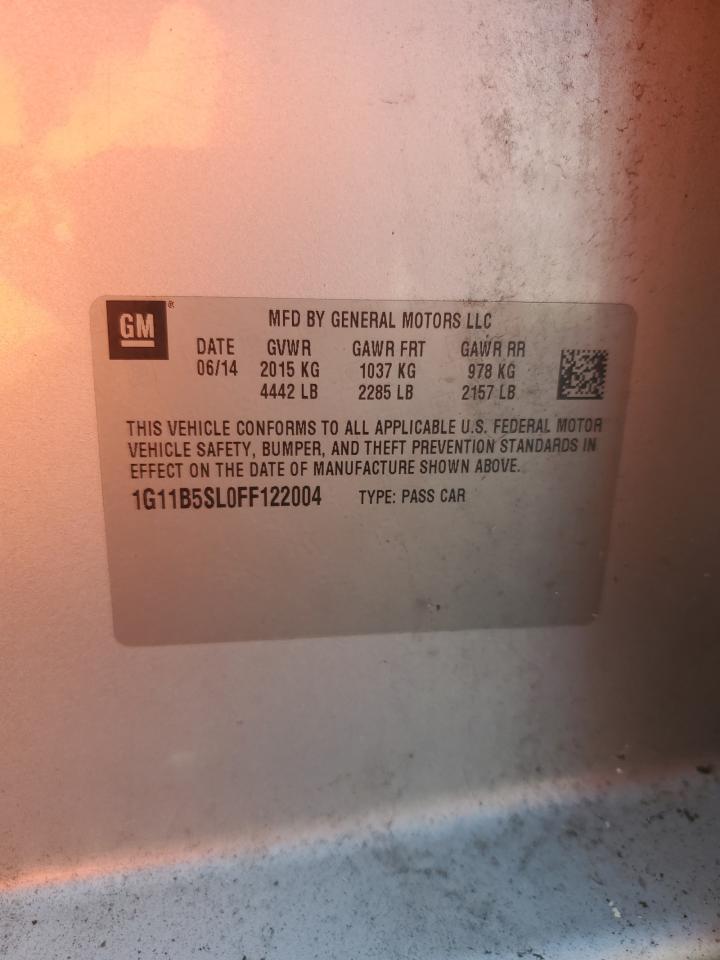 GM®
MFD BY GENERAL MOTORS LLC
DATE GVWR GAWR FRT GAWR RR
06/14 2015 KG 1037 KG 978 KG
4442 LB 2285 LB 2157 LB
THIS VEHICLE CONFORMS TO ALL APPLICABLE U.S. FEDERAL MOTOR
VEHICLE SAFETY, BUMPER, AND THEFT PREVENTION STANDARDS IN
EFFECT ON THE DATE OF MANUFACTURE SHOWN ABOVE.
1G11B5SL0FF122004 TYPE: PASS CAR